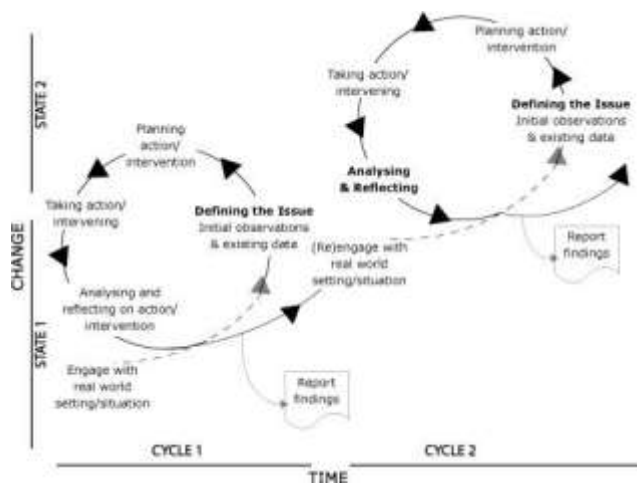 Planning action/
intervention
Taking action/
intervening
Defining the Issue
Initial observations
& existing data
Analysing
& Reflecting
Report
findings
Planning
action/
intervention
Taking action/
intervening
Defining the Issue
Initial observations
& existing data
(Re)engage with
real world
setting/situation
Analysing and
reflecting on action/
intervention
Engage with
real world
setting/situation
Report
findings
STATE 2
CHANGE
STATE 1
CYCLE 1
CYCLE 2
TIME